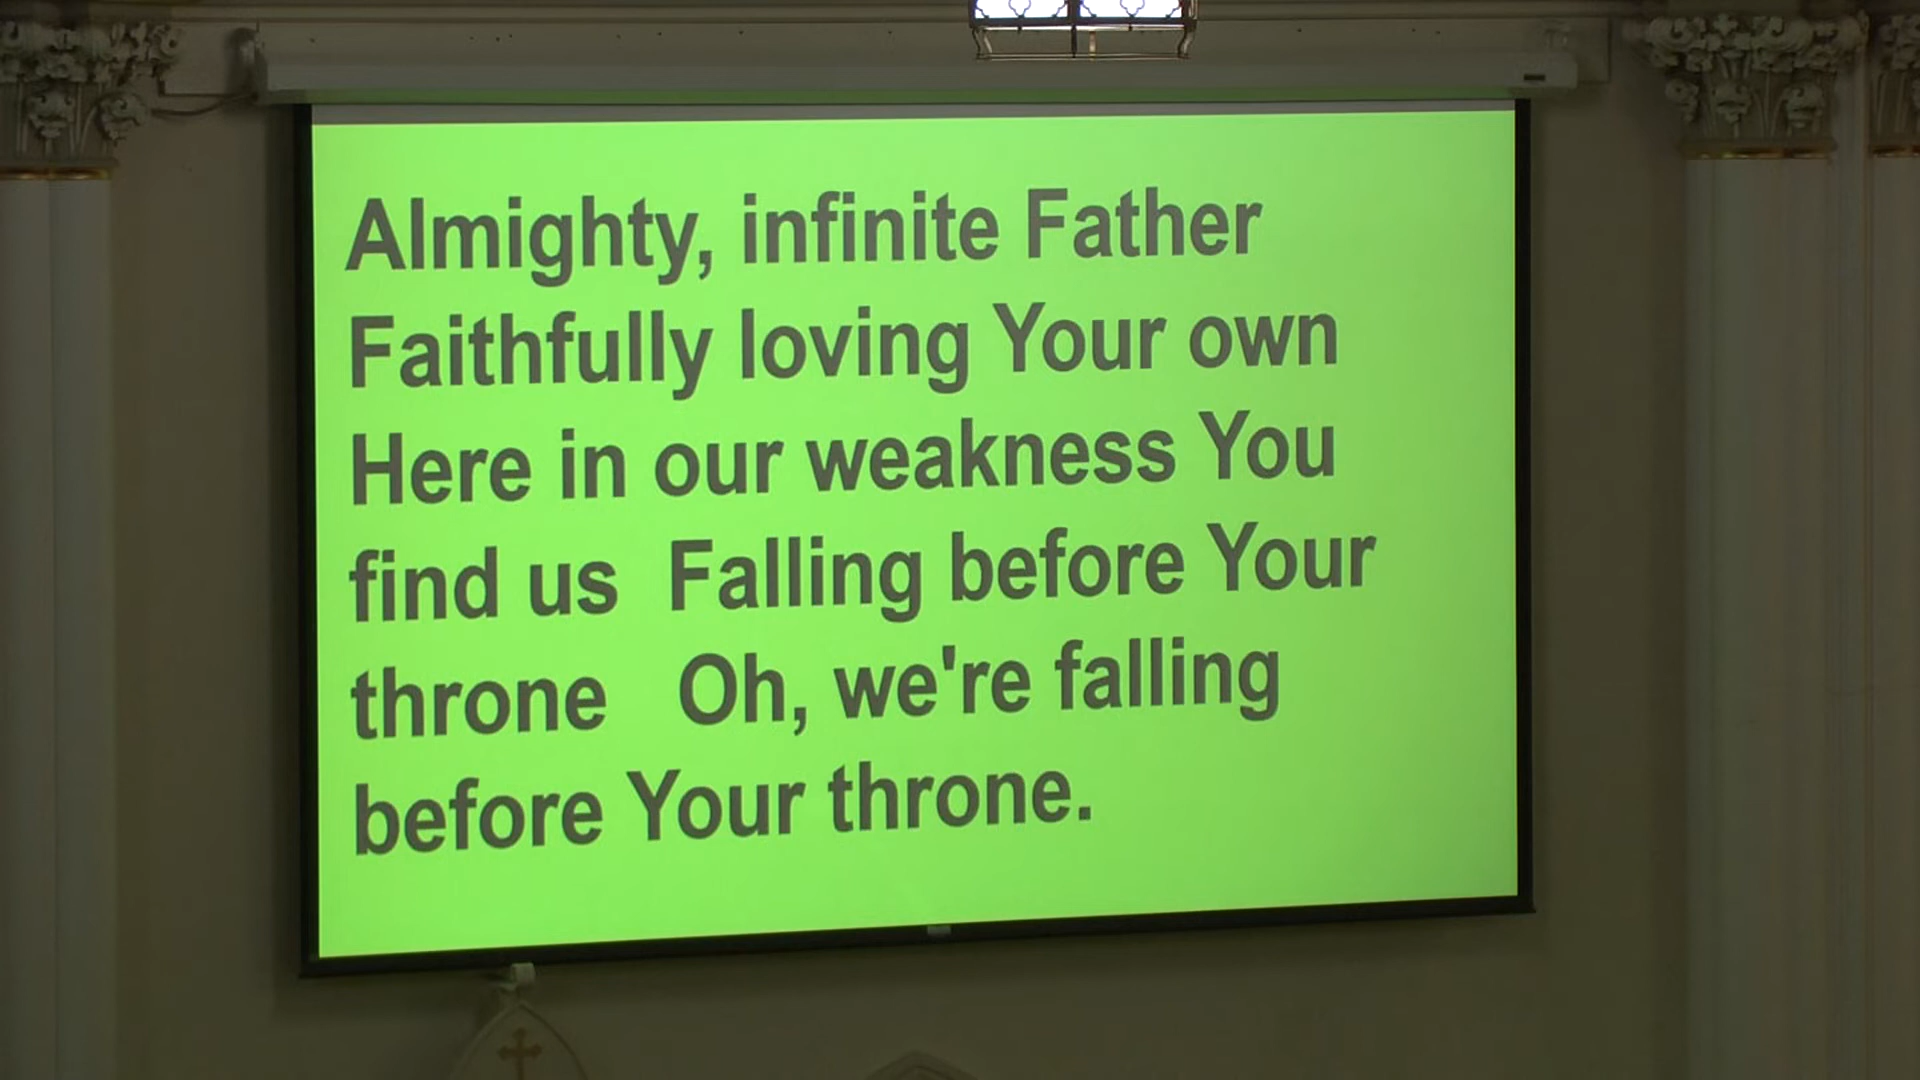 Almighty, infinite Father
Faithfully loving Your own
Here in our weakness You
find us  Falling before Your
throne   Oh, we're falling
before Your throne.